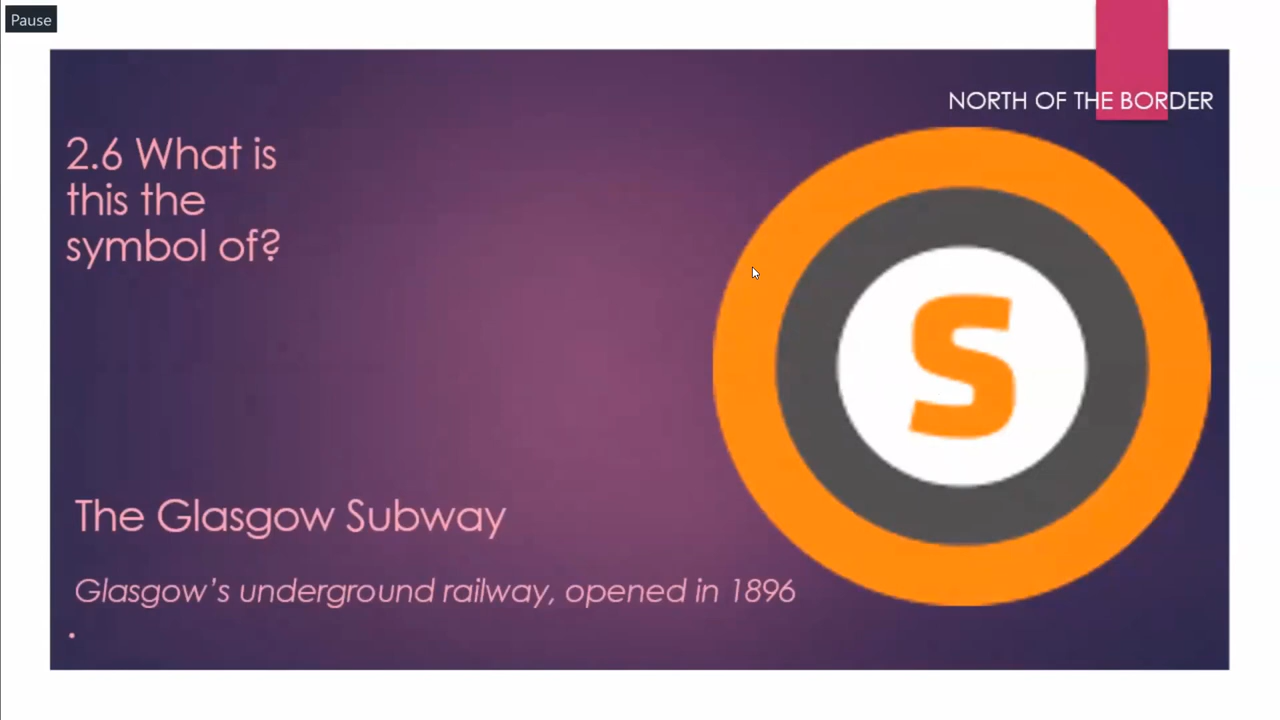 Pause
NORTH OF THE BORDER
2.6 What is
this the
symbol of?
S
The Glasgow Subway
Glasgow’s underground railway, opened in 1896
.